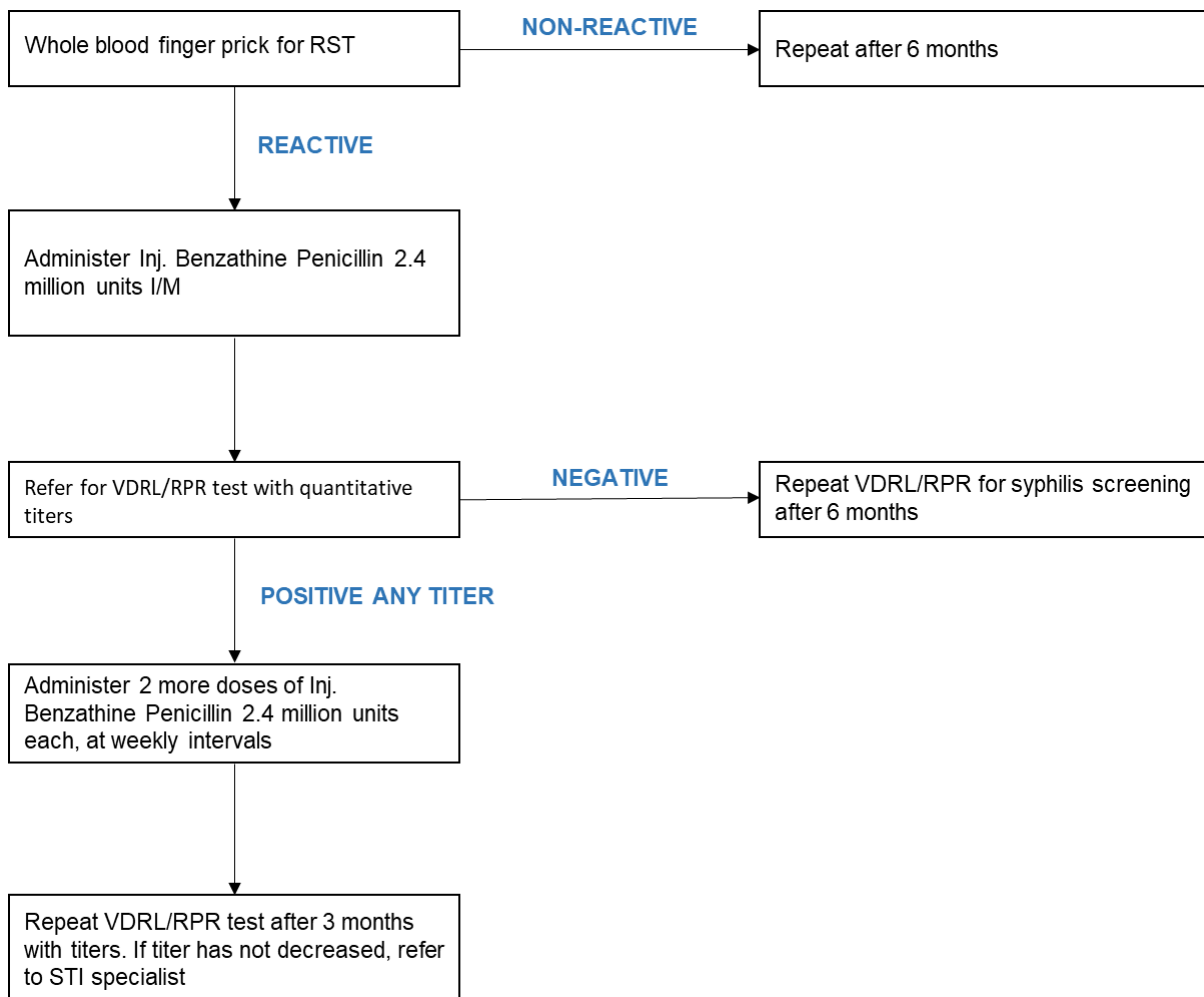 Whole blood finger prick for RST
NON-REACTIVE
Repeat after 6 months
REACTIVE
Administer Inj. Benzathine Penicillin 2.4
million units I/M
Refer for VDRL/RPR test with quantitative
titers
NEGATIVE
Repeat VDRL/RPR for syphilis screening
after 6 months
POSITIVE ANY TITER
Administer 2 more doses of Inj.
Benzathine Penicillin 2.4 million units
each, at weekly intervals
Repeat VDRL/RPR test after 3 months
with titers. If titer has not decreased, refer
to STI specialist